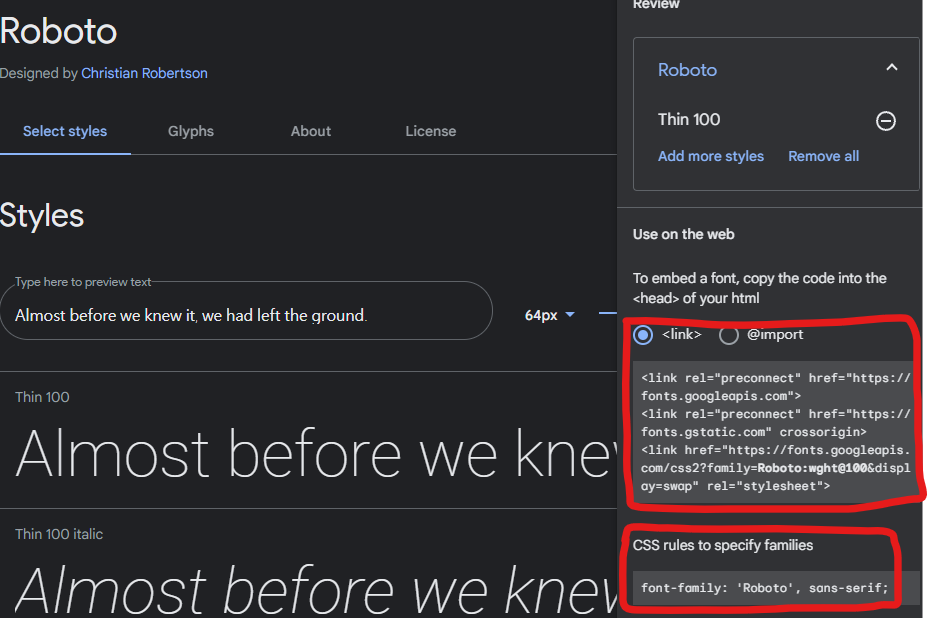 Roboto
Designed by Christian Robertson
Select styles Glyphs About License
Styles
Type here to preview text
Almost before we knew it, we had left the ground.
64px
Thin 100
Almost before we knew
Thin 100 italic
Almost before we knew
Review
Roboto
Thin 100
Add more styles Remove all
Use on the web
To embed a font, copy the code into the
<head> of your html
<link> @import
<link rel="preconnect" href="https://
fonts.googleapis.com">
<link rel="preconnect" href="https://
fonts.gstatic.com" crossorigin>
<link href="https://fonts.googleapis.
com/css2?family=Roboto:wght@100&displ
ay=swap" rel="stylesheet">
CSS rules to specify families
font-family: 'Roboto', sans-serif;